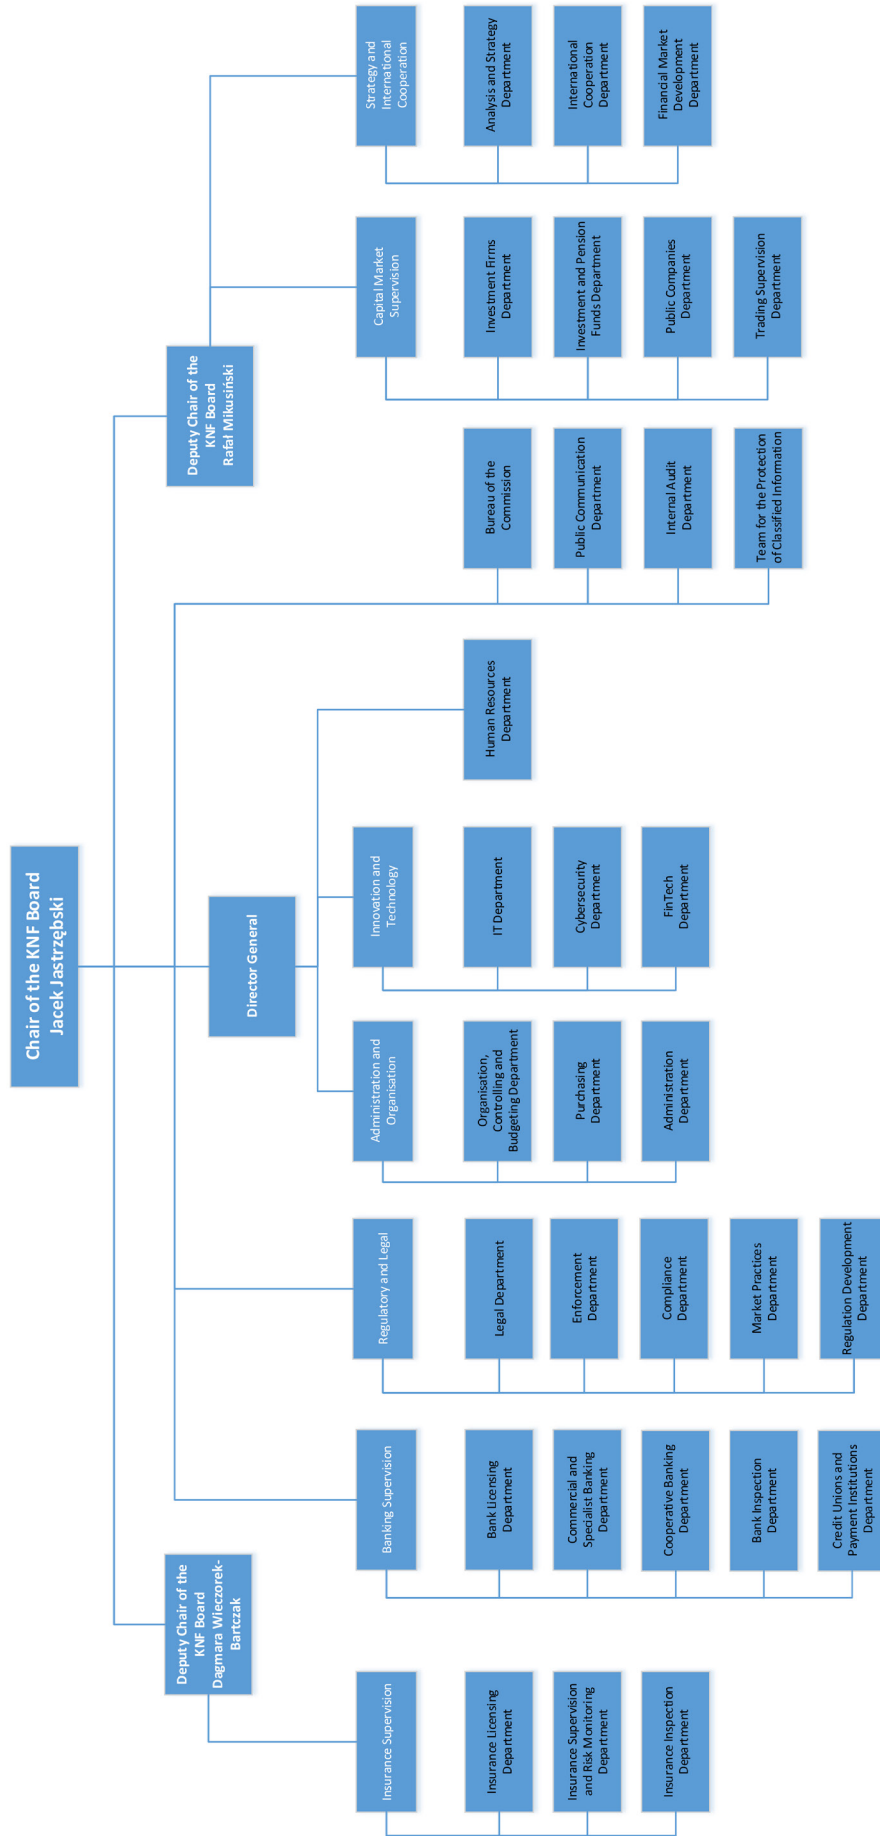 Chair of the KNF Board
Jacek Jastrzębski
Deputy Chair of the
KNF Board
Dagmara Wieczorek-
Bartczak
Deputy Chair of the
KNF Board
Rafał Mikusiński
Director General
Insurance Supervision
Insurance Licensing
Department
Insurance Supervision
and Risk Monitoring
Department
Insurance Inspection
Department
Banking Supervision
Bank Licensing
Department
Commercial and
Specialist Banking
Department
Cooperative Banking
Department
Bank Inspection
Department
Credit Unions and
Payment Institutions
Department
Regulatory and Legal
Legal Department
Enforcement
Department
Compliance
Department
Market Practices
Department
Regulation Development
Department
Administration and
Organisation
Organisation,
Controlling and
Budgeting Department
Purchasing
Department
Administration
Department
Innovation and
Technology
IT Department
Cybersecurity
Department
FinTech
Department
Human Resources
Department
Bureau of the
Commission
Public Communication
Department
Internal Audit
Department
Team for the Protection
of Classified Information
Capital Market
Supervision
Investment Firms
Department
Investment and Pension
Funds Department
Public Companies
Department
Trading Supervision
Department
Strategy and
International
Cooperation
Analysis and Strategy
Department
International
Cooperation
Department
Financial Market
Development
Department